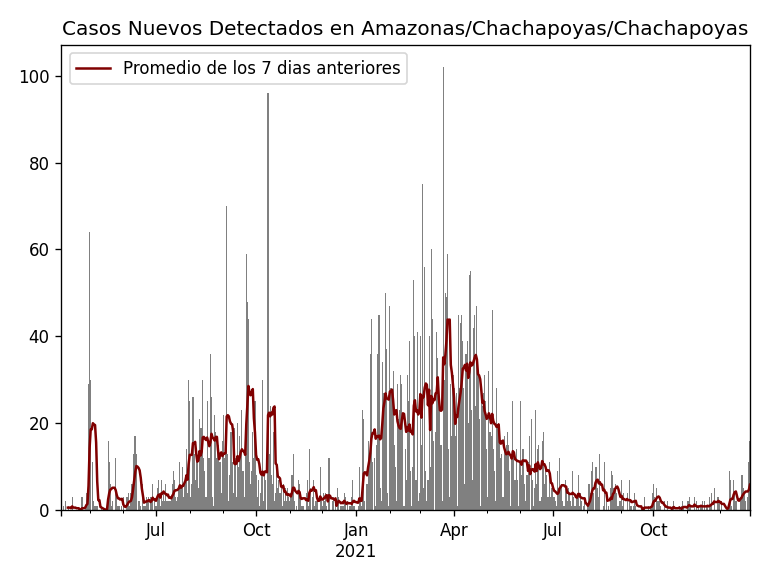 Casos Nuevos Detectados en Amazonas/Chachapoyas/Chachapoyas
Promedio de los 7 dias anteriores
100
80
60
40
20
0
Jul
Oct
Jan
2021
Apr
Jul
Oct